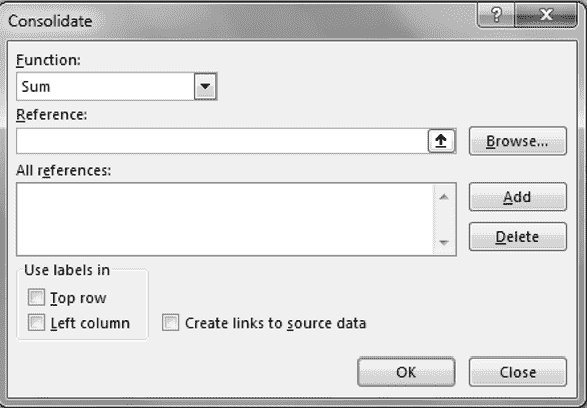 Consolidate
Function:
Sum
Reference:
Browse...
All references:
Add
Delete
Use labels in
Top row
Left column
Create links to source data
OK
Close